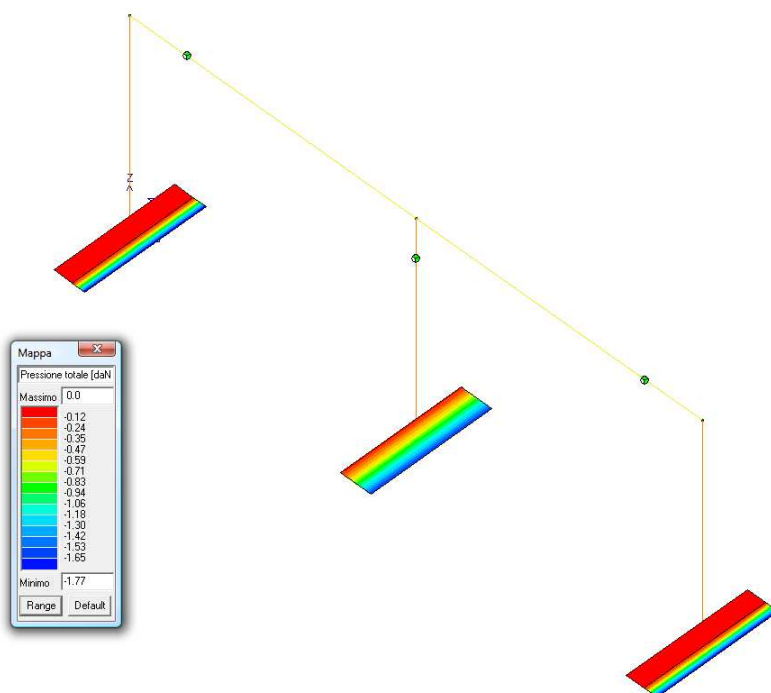 Z
Mappa
Pressione totale [daN
Massimo 0.0
-0.12
-0.24
-0.35
-0.47
-0.59
-0.71
-0.83
-0.94
-1.06
-1.18
-1.30
-1.42
-1.53
-1.65
Minimo -1.77
Range Default